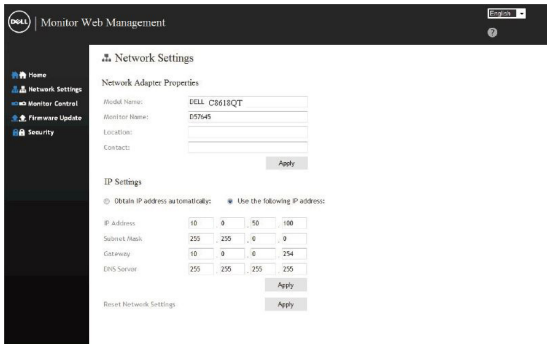 DELL | Monitor Web Management
English
?
Home
Network Settings
Monitor Control
Firmware Update
Security
Network Settings
Network Adapter Properties
Model Name: DELL C8618QT
Monitor Name: D57645
Location:
Contact:
Apply
IP Settings
Obtain IP address automatically: Use the following IP address:
IP Address 10 . 0 . 50 . 100
Subnet Mask 255 . 255 . 0 . 0
Gateway 10 . 0 . 0 . 254
DNS Server 255 . 255 . 255 . 255
Apply
Reset Network Settings Apply